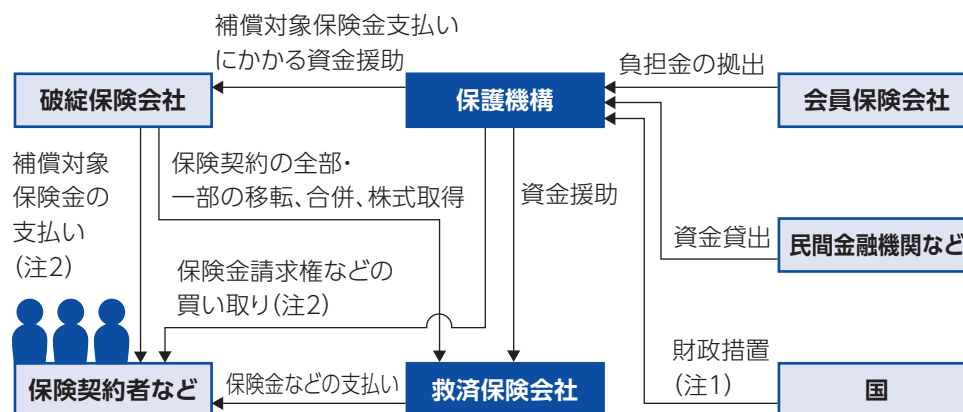 補償対象保険金支払い
にかかる資金援助
負担金の拠出
破綻保険会社
保護機構
会員保険会社
補償対象
保険金の
支払い
(注2)
保険契約の全部・
一部の移転、合併、株式取得
資金援助
資金貸出
民間金融機関など
保険金請求権などの
買い取り(注2)
財政措置
(注1)
保険契約者など
保険金などの支払い
救済保険会社
国